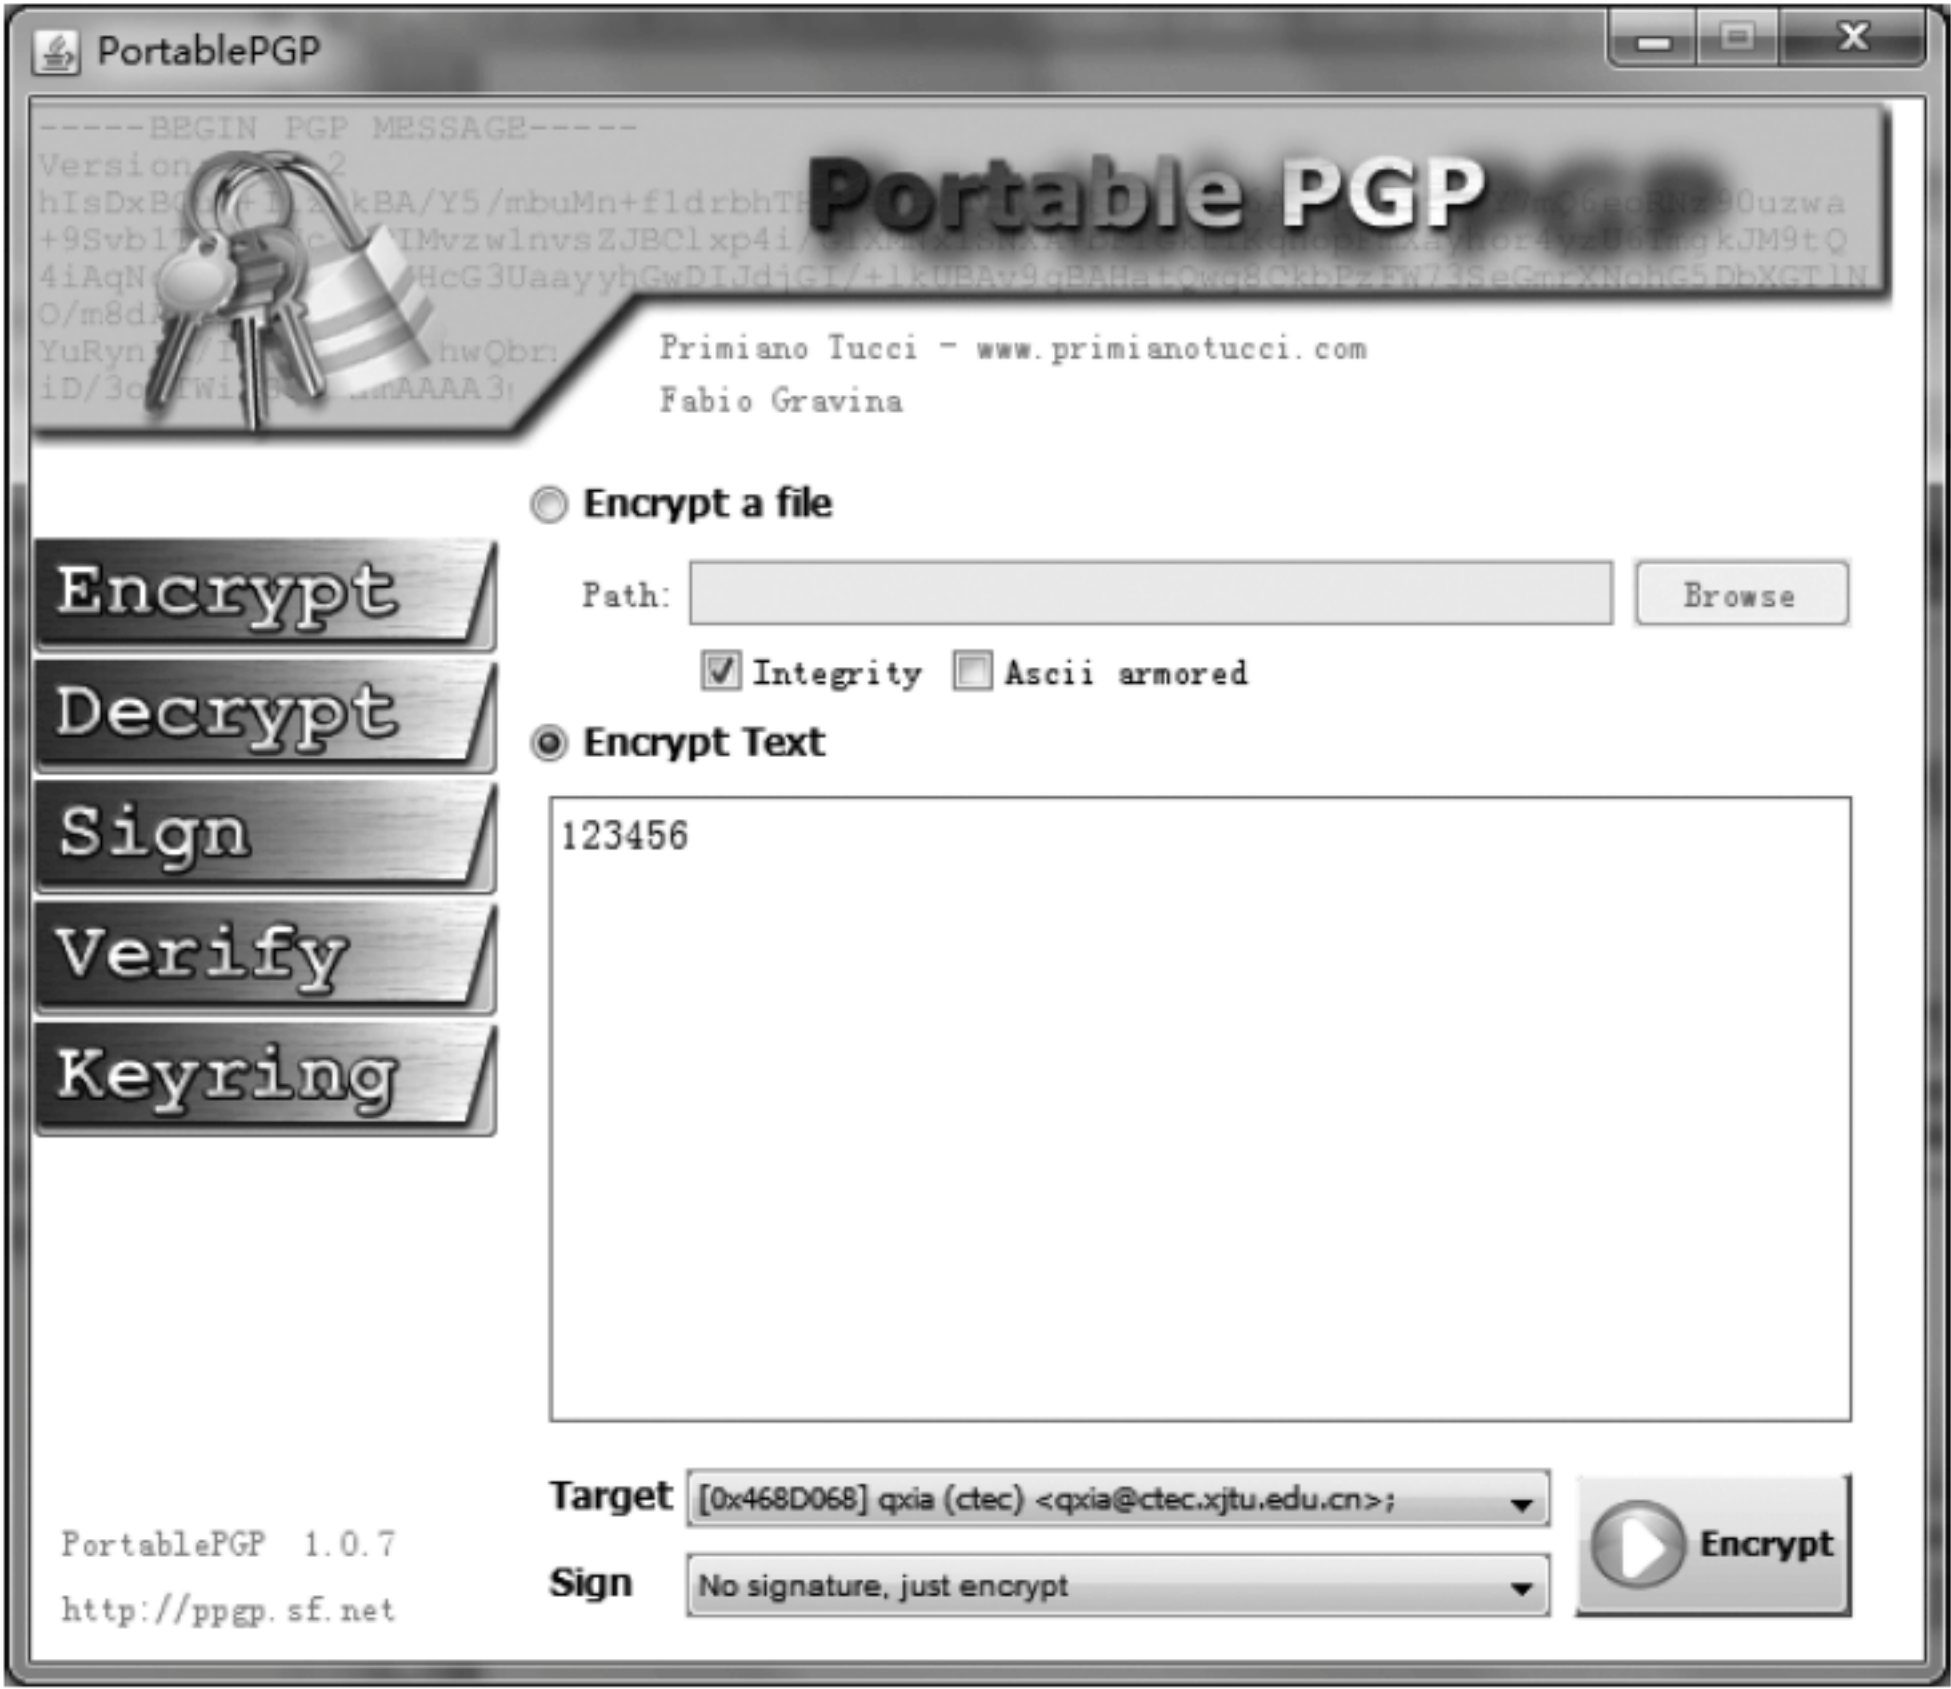 PortablePGP
-----BEGIN PGP MESSAGE-----
Version 2
Portable PGP
Primiano Tucci - www.primianotucci.com
Fabio Gravina
Encrypt
Decrypt
Sign
Verify
Keyring
Encrypt a file
Path: Browse
Integrity Ascii armored
Encrypt Text
123456
Target [0x468D068] qxia (ctec) <qxia@ctec.xjtu.edu.cn>;
Sign No signature, just encrypt
Encrypt
PortablePGP 1.0.7
http://ppgp.sf.net